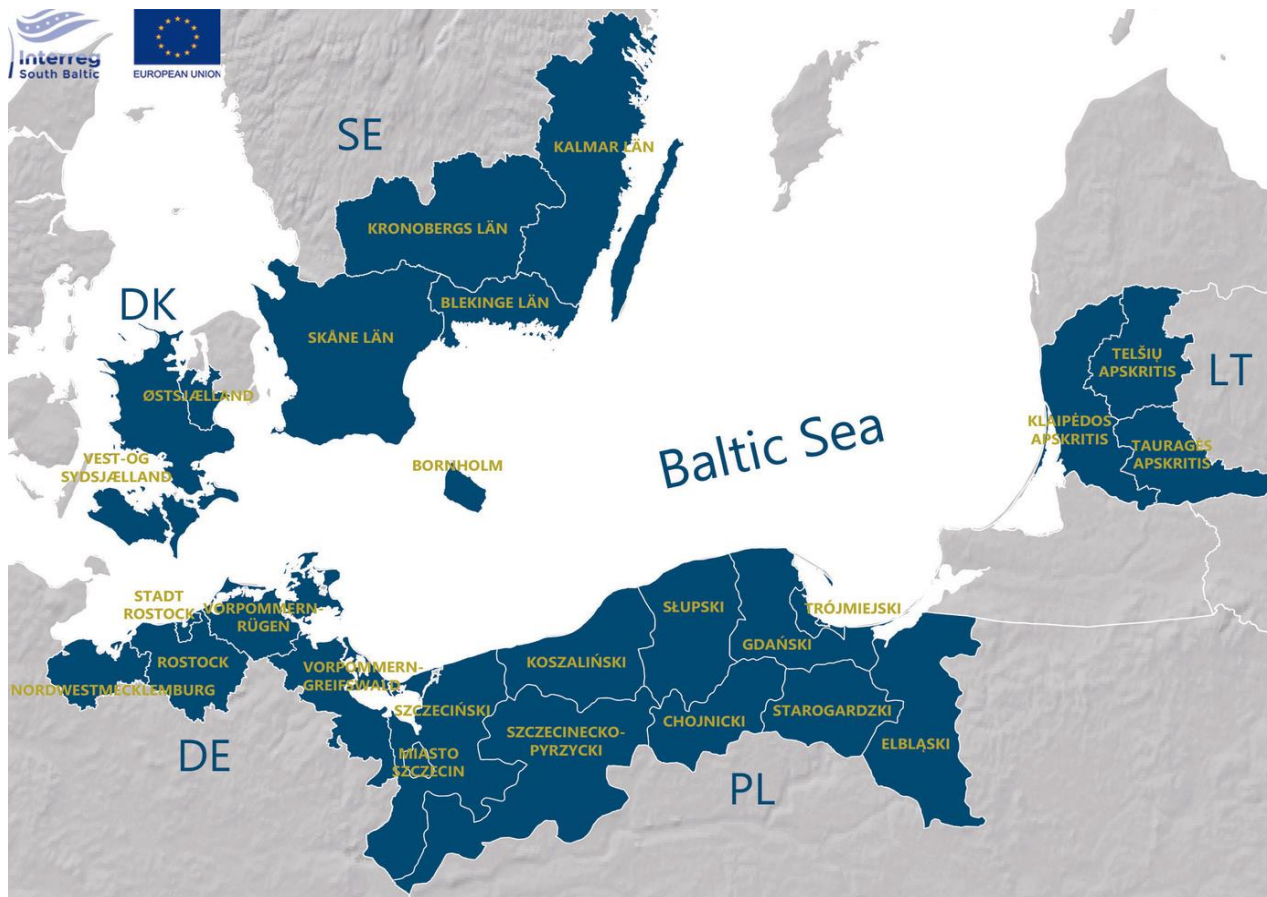 Interreg
South Baltic
EUROPEAN UNION
SE
KALMAR LÄN
KRONOBERGS LÄN
DK
BLEKINGE LÄN
SKÅNE LÄN
TELŠIŲ
APSKRITIS
LT
ØSTSJÆLLAND
KLAIPĖDOS
APSKRITIS
Baltic Sea
TAURAGĖS
APSKRITIS
VEST-OG
SYDSJÆLLAND
BORNHOLM
STADT
ROSTOCK
VORPOMMERN-
RÜGEN
SŁUPSKI
TRÓJMIEJSKI
GDAŃSKI
ROSTOCK
KOSZALIŃSKI
VORPOMMERN-
GREIFSWALD
NORDWESTMECKLEMBURG
SZCZECIŃSKI
CHOJNICKI
STAROGARDZKI
SZCZECINECKO-
PYRZYCKI
ELBLĄSKI
DE
MIASTO
SZCZECIN
PL